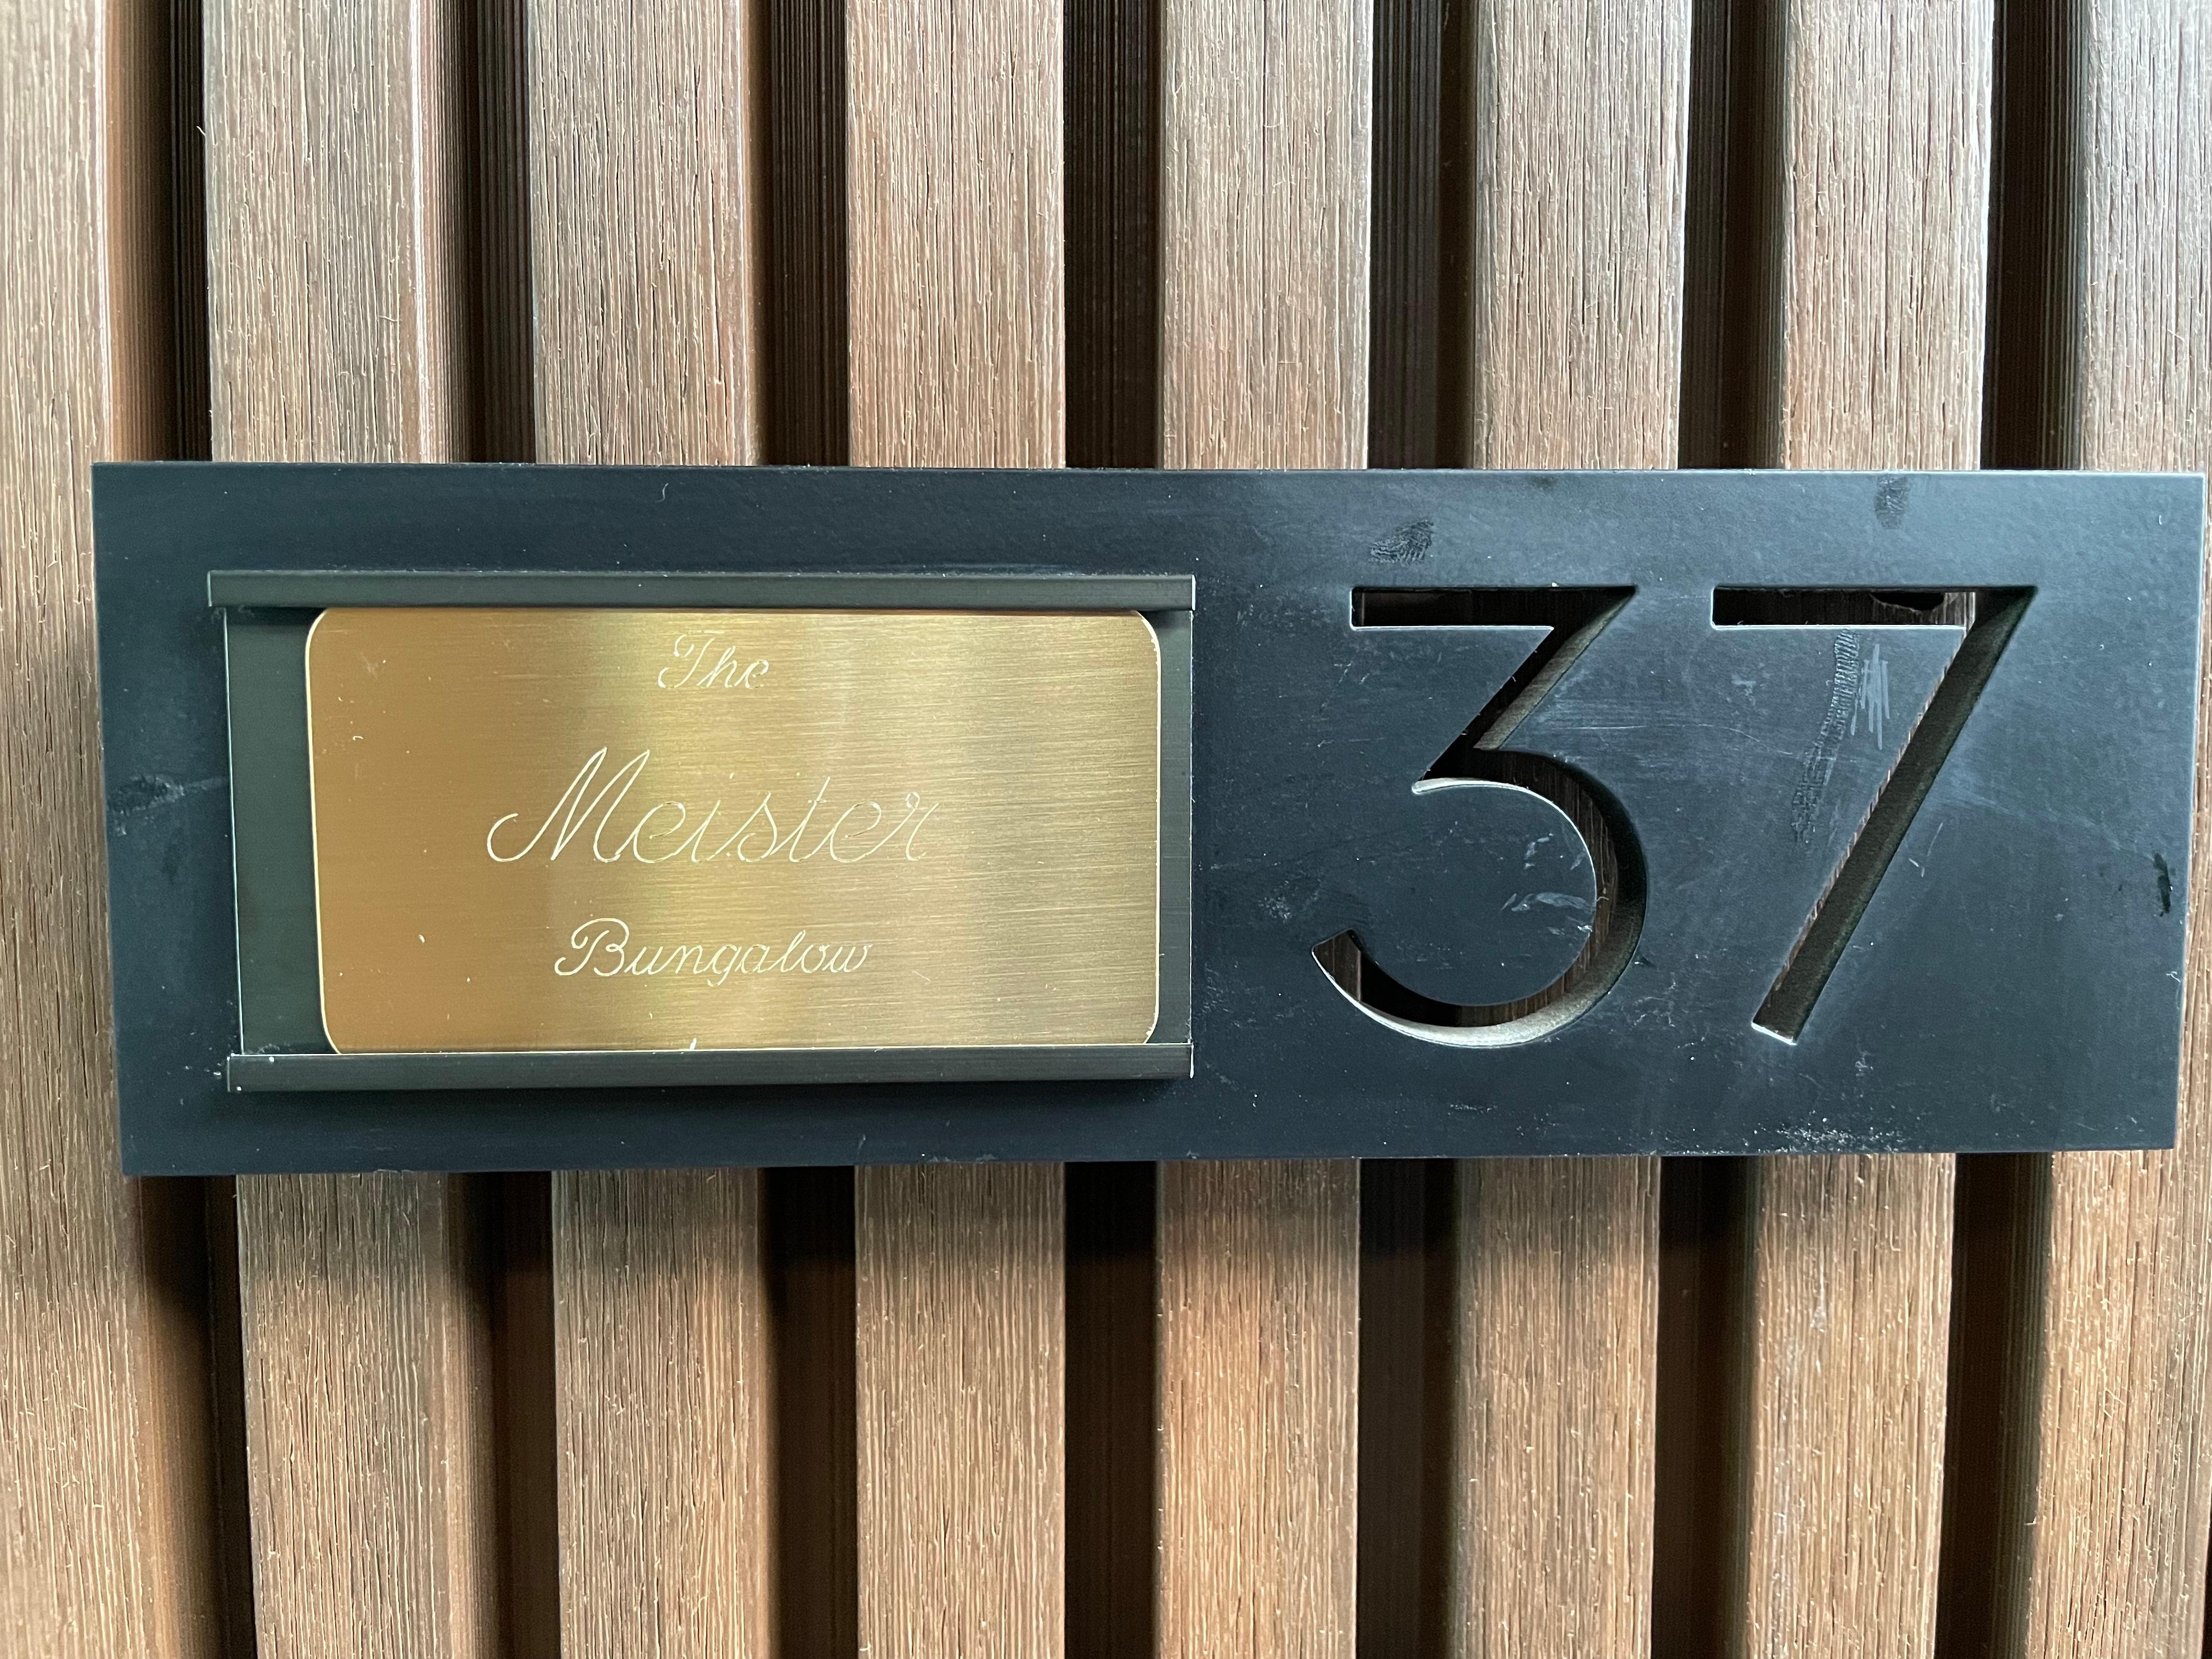 The
Meister
Bungalow
37